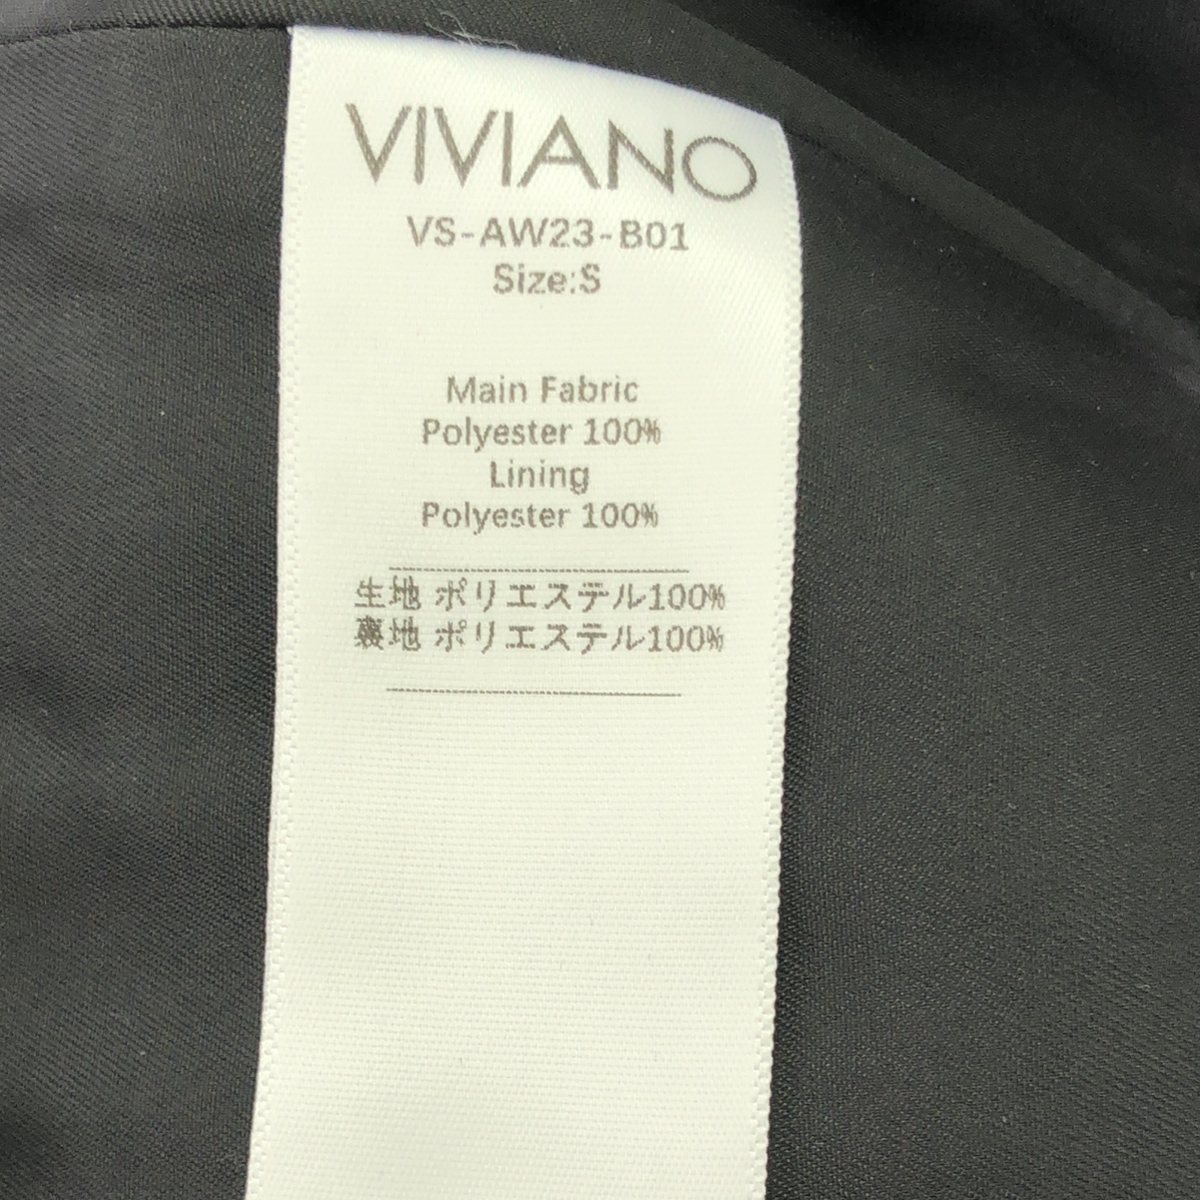 VIVIANO
VS-AW23-B01
Size:S
Main Fabric
Polyester 100%
Lining
Polyester 100%
生地 ポリエステル100%
裏地 ポリエステル100%